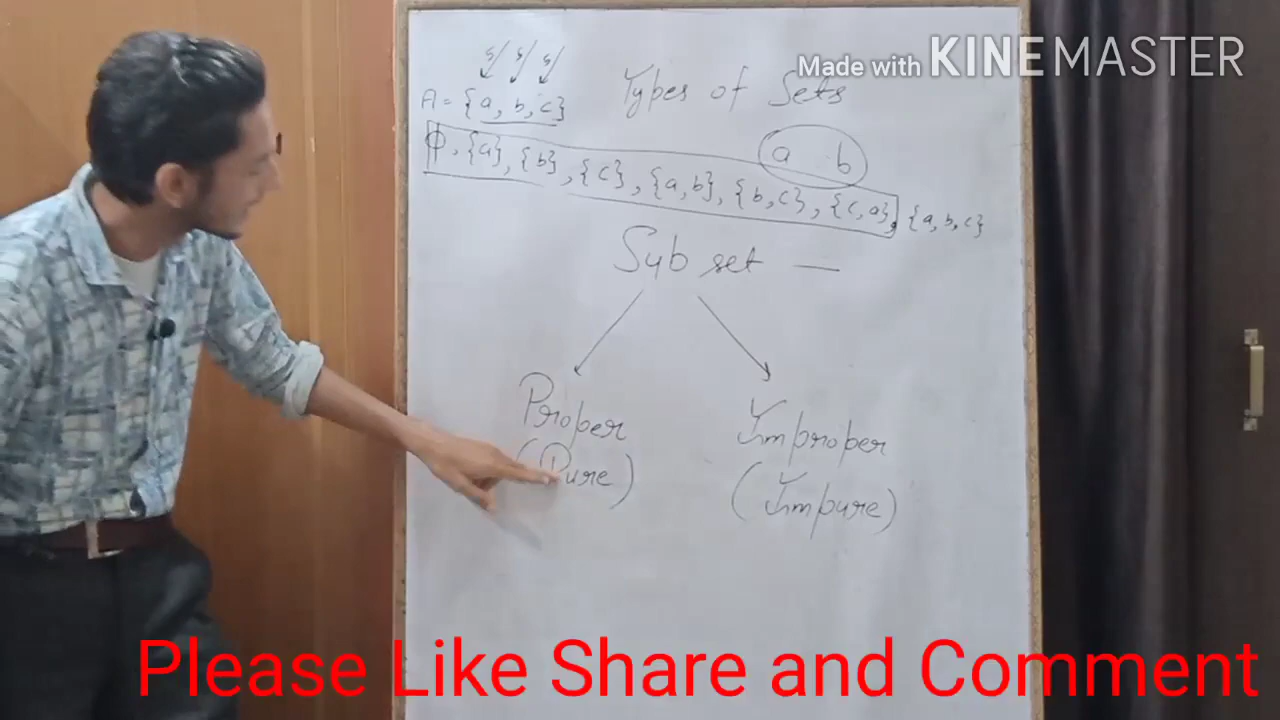 Made with KINEMASTER
Types of Sets
A = {a, b, c}
a b
ϕ, {a}, {b}, {c}, {a, b}, {b, c}, {c, a}, {a, b, c}
Sub set —
Proper Improper
(Pure) (Impure)
Please Like Share and Comment